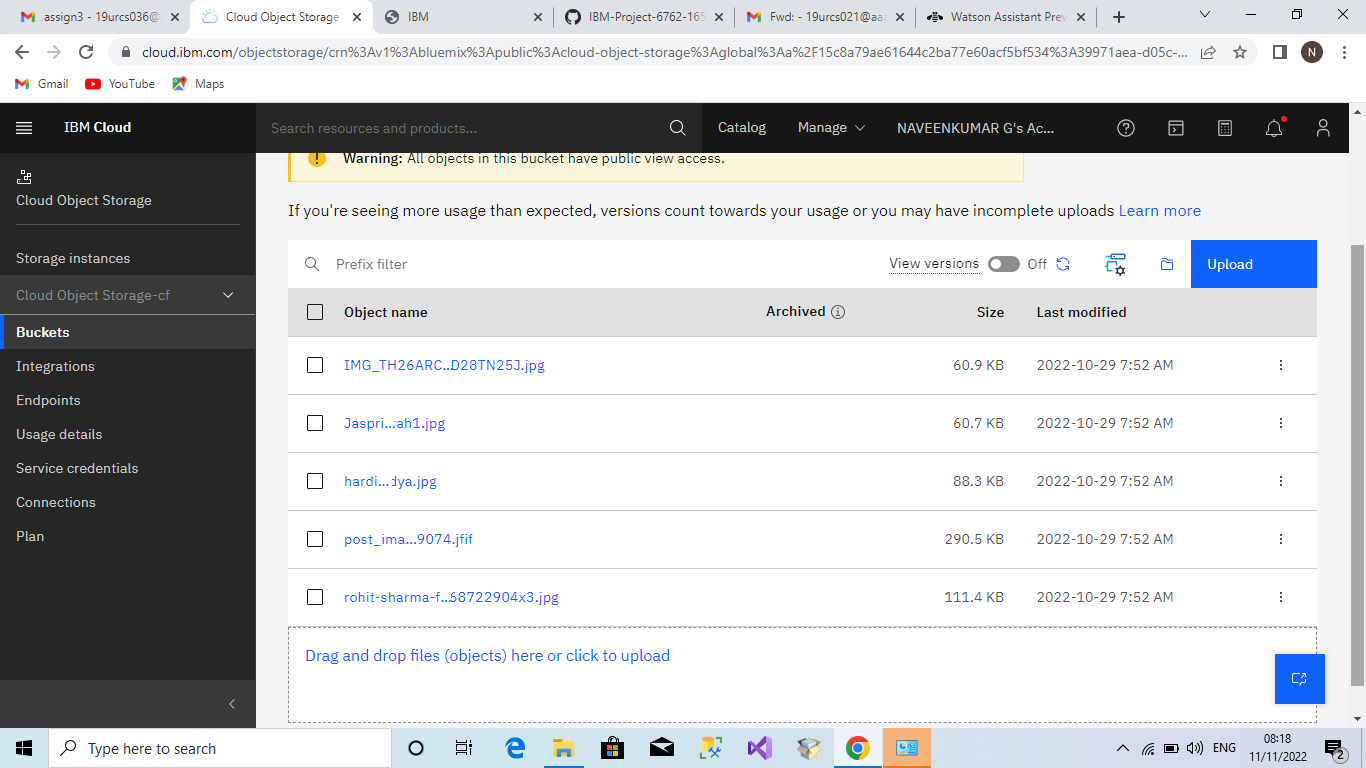 assign3 - 19urcs036@
Cloud Object Storage
IBM
IBM-Project-6762-165
Fwd: - 19urcs021@aaa
Watson Assistant Prev
cloud.ibm.com/objectstorage/crn%3Av1%3Abluemix%3Apublic%3Acloud-object-storage%3Aglobal%3Aa%2F15c8a79ae61644c2ba77e60acf5bf534%3A39971aea-d05c-...
N
Gmail
YouTube
Maps
IBM Cloud
Search resources and products...
Catalog
Manage
NAVEENKUMAR G's Ac...
Cloud Object Storage
Storage instances
Cloud Object Storage-cf
Buckets
Integrations
Endpoints
Usage details
Service credentials
Connections
Plan
Warning: All objects in this bucket have public view access.
If you're seeing more usage than expected, versions count towards your usage or you may have incomplete uploads Learn more
Prefix filter
View versions Off
Upload
Object name Archived Size Last modified
IMG_TH26ARC...D28TN25J.jpg 60.9 KB 2022-10-29 7:52 AM
Jaspri...ah1.jpg 60.7 KB 2022-10-29 7:52 AM
hardi...dya.jpg 88.3 KB 2022-10-29 7:52 AM
post_ima...9074.jfif 290.5 KB 2022-10-29 7:52 AM
rohit-sharma-f...68722904x3.jpg 111.4 KB 2022-10-29 7:52 AM
Drag and drop files (objects) here or click to upload
Type here to search
ENG
08:18
11/11/2022
2